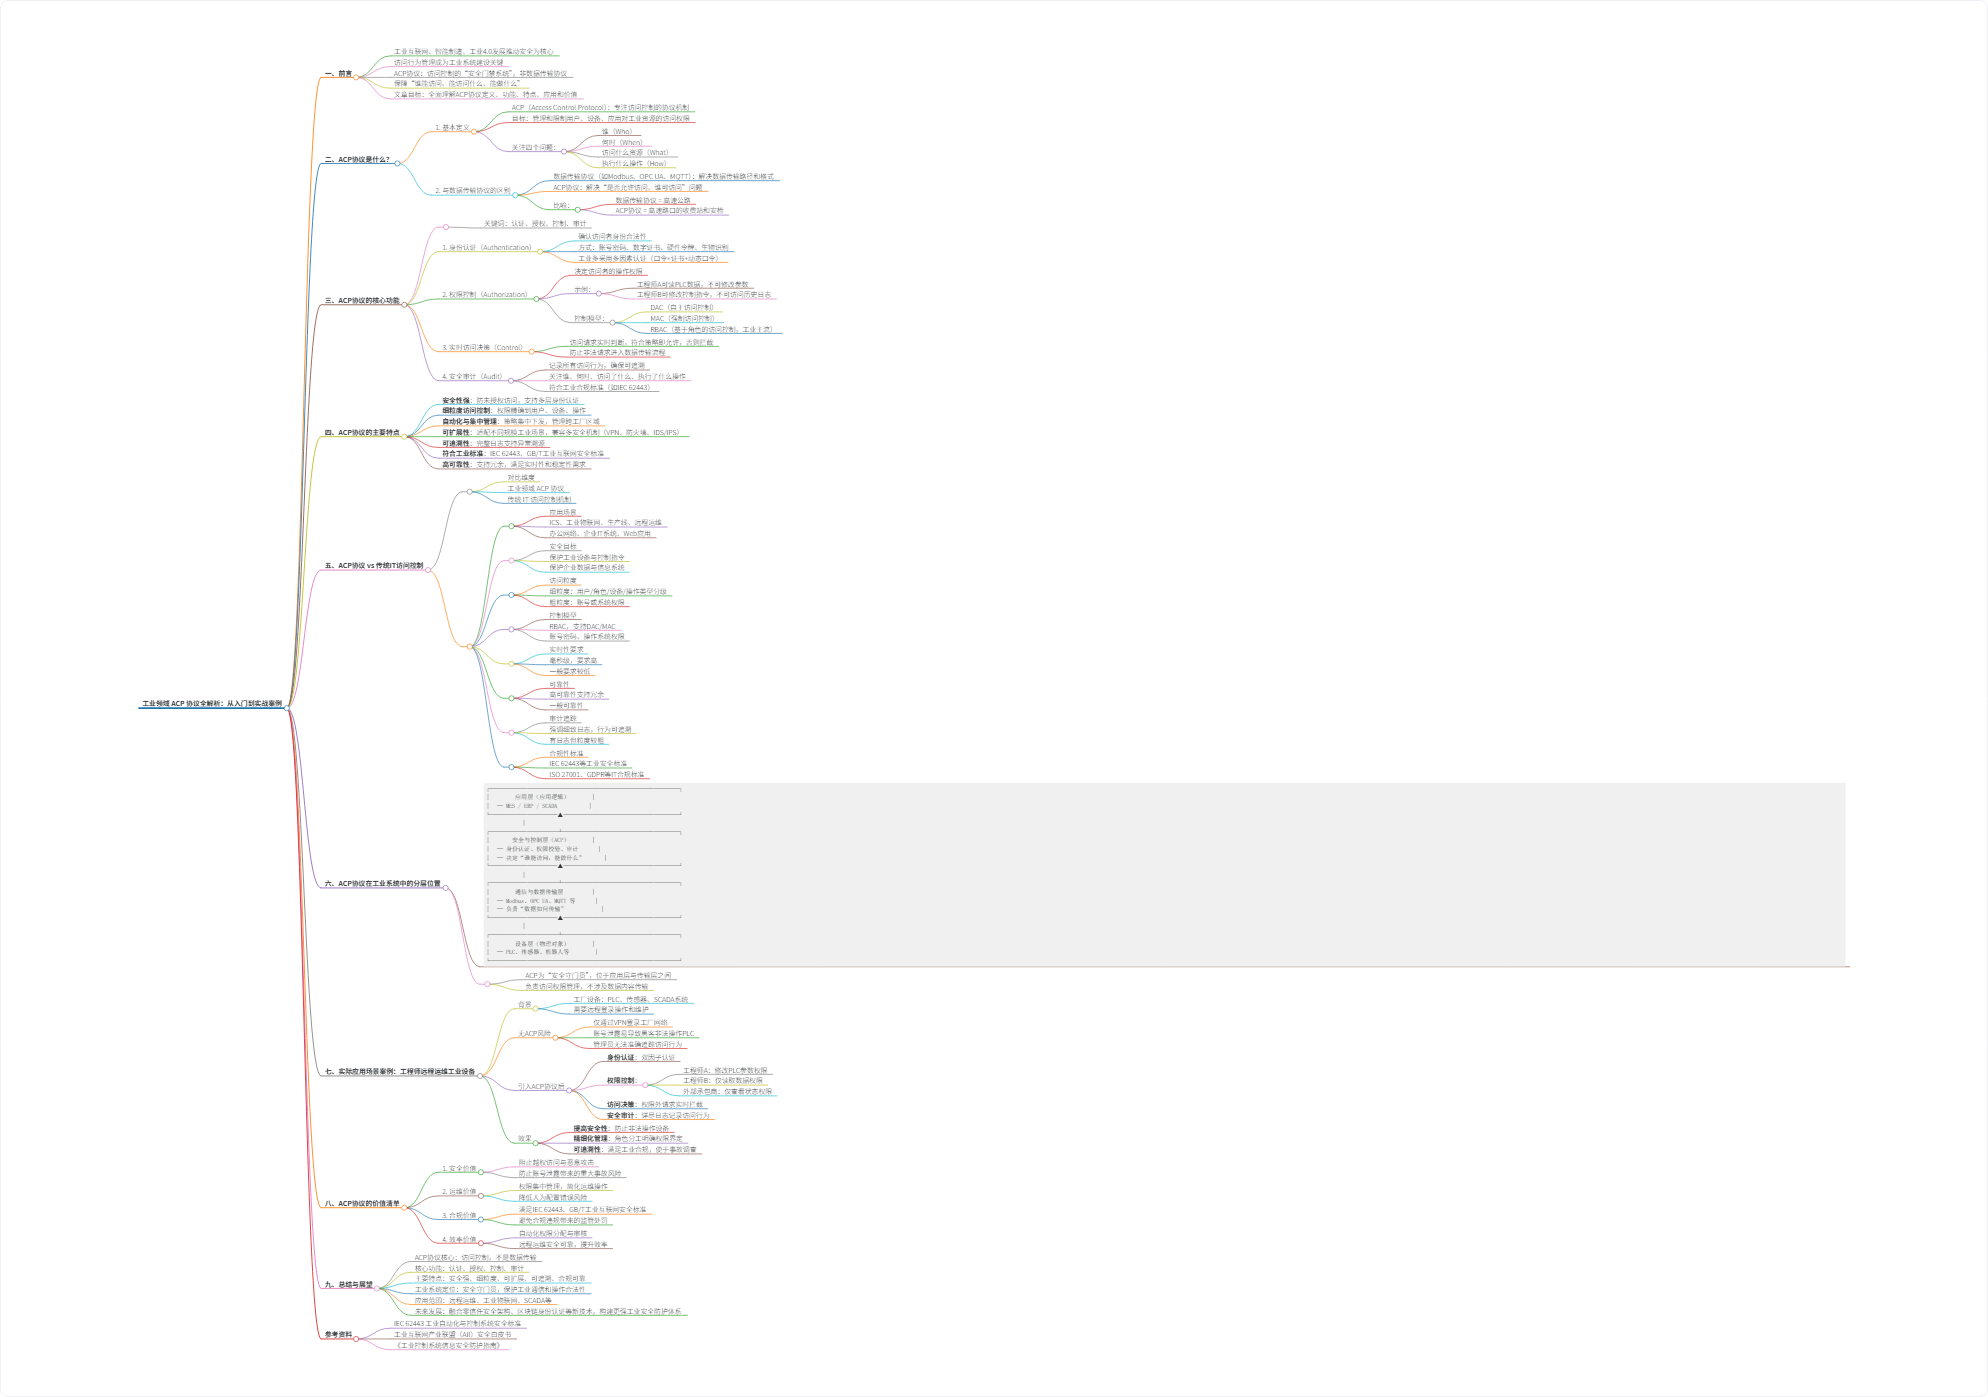 工业领域 ACP 协议全解析：从入门到实战案例
一、前言
工业互联网、智能制造、工业4.0发展推动安全为核心
访问行为管理成为工业系统建设关键
ACP协议：访问控制的“安全门禁系统”，非数据传输协议
保障“谁能访问、能访问什么、能做什么”
文章目标：全面理解ACP协议定义、功能、特点、应用和价值
二、ACP协议是什么？
1. 基本定义
ACP（Access Control Protocol）：专注访问控制的协议机制
目标：管理和限制用户、设备、应用对工业资源的访问权限
关注四个问题：
谁（Who）
何时（When）
访问什么资源（What）
执行什么操作（How）
2. 与数据传输协议的区别
数据传输协议（如Modbus、OPC UA、MQTT）：解决数据传输路径和格式
ACP协议：解决“是否允许访问、谁可访问”问题
比喻：
数据传输协议 = 高速公路
ACP协议 = 高速路口的收费站和安检
三、ACP协议的核心功能
关键词：认证、授权、控制、审计
1. 身份认证（Authentication）
确认访问者身份合法性
方式：账号密码、数字证书、硬件令牌、生物识别
工业多采用多因素认证（口令+证书+动态口令）
2. 权限控制（Authorization）
决定访问者的操作权限
示例：
工程师A可读PLC数据，不可修改参数
工程师B可修改控制指令，不可访问历史日志
控制模型：
DAC（自主访问控制）
MAC（强制访问控制）
RBAC（基于角色的访问控制，工业主流）
3. 实时访问决策（Control）
访问请求实时判断，符合策略即允许，否则拦截
防止非法请求进入数据传输流程
4. 安全审计（Audit）
记录所有访问行为，确保可追溯
关注谁、何时、访问了什么、执行了什么操作
符合工业合规标准（如IEC 62443）
四、ACP协议的主要特点
安全性强：防未授权访问，支持多层身份认证
细粒度访问控制：权限精确到用户、设备、操作
自动化与集中管理：策略集中下发，管理跨工厂区域
可扩展性：适配不同规模工业场景，兼容多安全机制（VPN、防火墙、IDS/IPS）
可追溯性：完整日志支持异常溯源
符合工业标准：IEC 62443、GB/T工业互联网安全标准
高可靠性：支持冗余，满足实时性和稳定性需求
五、ACP协议 vs 传统IT访问控制
对比维度
工业领域 ACP 协议
传统 IT 访问控制机制
应用场景
ICS、工业物联网、生产线、远程运维
办公网络、企业IT系统、Web应用
安全目标
保护工业设备与控制指令
保护企业数据与信息系统
访问粒度
细粒度：用户/角色/设备/操作类型分级
粗粒度：账号或系统权限
控制模型
RBAC，支持DAC/MAC
账号密码、操作系统权限
实时性要求
毫秒级，要求高
一般要求较低
可靠性
高可靠性支持冗余
一般可靠性
审计追踪
强调细致日志，行为可追溯
有日志但粒度较粗
合规性标准
IEC 62443等工业安全标准
ISO 27001、GDPR等IT合规标准
六、ACP协议在工业系统中的分层位置
应用层（应用逻辑）
— MES / ERP / SCADA
安全与控制层（ACP）
— 身份认证、权限校验、审计
— 决定“谁能访问，能做什么”
通信与数据传输层
— Modbus、OPC UA、MQTT 等
— 负责“数据如何传输”
设备层（物理对象）
— PLC、传感器、机器人等
ACP为“安全守门员”，位于应用层与传输层之间
负责访问权限管理，不涉及数据内容传输
七、实际应用场景案例：工程师远程运维工业设备
背景
工厂设备：PLC、传感器、SCADA系统
需要远程登录操作和维护
无ACP风险
仅通过VPN登录工厂网络
账号泄露易导致黑客非法操作PLC
管理员无法准确追踪访问行为
引入ACP协议后
身份认证：双因子认证
权限控制：
工程师A：修改PLC参数权限
工程师B：仅读取数据权限
外部承包商：仅查看状态权限
访问决策：权限外请求实时拦截
安全审计：详尽日志记录访问行为
效果
提高安全性：防止非法操作设备
精细化管理：角色分工明确权限界定
可追溯性：满足工业合规，便于事故调查
八、ACP协议的价值清单
1. 安全价值
阻止越权访问与恶意攻击
防止账号泄露带来的重大事故风险
2. 运维价值
权限集中管理，简化运维操作
降低人为配置错误风险
3. 合规价值
满足IEC 62443、GB/T工业互联网安全标准
避免合规违规带来的监管处罚
4. 效率价值
自动化权限分配与审核
远程运维安全可靠，提升效率
九、总结与展望
ACP协议核心：访问控制，不是数据传输
核心功能：认证、授权、控制、审计
主要特点：安全强、细粒度、可扩展、可追溯、合规可靠
工业系统定位：安全守门员，保护工业通信和操作合法性
应用范围：远程运维、工业物联网、SCADA等
未来发展：融合零信任安全架构、区块链身份认证等新技术，构建更强工业安全防护体系
参考资料
IEC 62443 工业自动化与控制系统安全标准
工业互联网产业联盟（AII）安全白皮书
《工业控制系统信息安全防护指南》